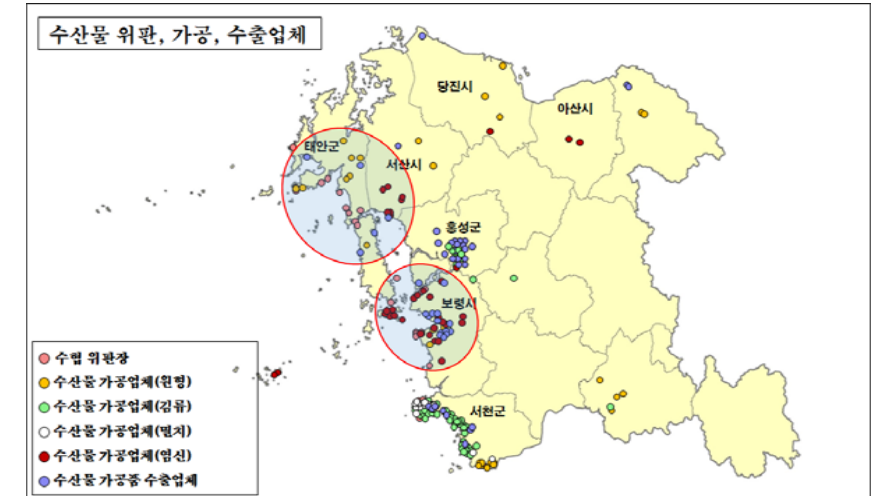 수산물 위판, 가공, 수출업체
당진시
아산시
태안군
서산시
홍성군
보령시
서천군
수협 위판장
수산물 가공업체(원형)
수산물 가공업체(김류)
수산물 가공업체(멸치)
수산물 가공업체(염신)
수산물 가공품 수출업체